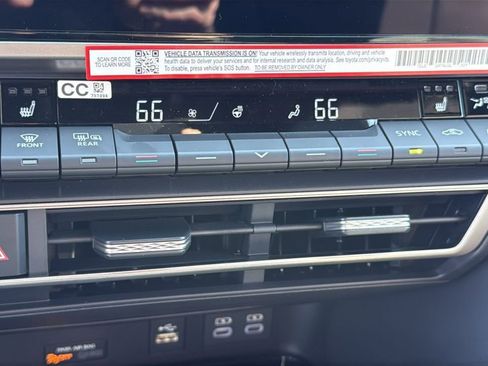 SCAN QR CODE
TO LEARN MORE
VEHICLE DATA TRANSMISSION IS ON! Your vehicle wirelessly transmits location, driving and vehicle
health data to deliver your services and for internal research and data analysis.
See toyota.com/privacyvts.
To disable, press vehicle's SOS button. TO BE REMOVED BY OWNER ONLY
CC
66
66
FRONT
REAR
SYNC